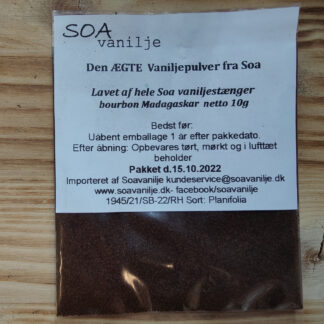 SOA
vanilje
Den ÆGTE Vaniljepulver fra Soa
Lavet af hele Soa vaniljestænger
bourbon Madagaskar netto 10g
Bedst før:
Uåbent emballage 1 år efter pakkedato.
Efter åbning: Opbevares tørt, mørkt og i lufttæt
beholder
Pakket d.15.10.2022
Importeret af Soavanilje kundeservice@soavanilje.dk
www.soavanilje.dk- facebook/soavanilje
1945/21/SB-22/RH Sort: Planifolia